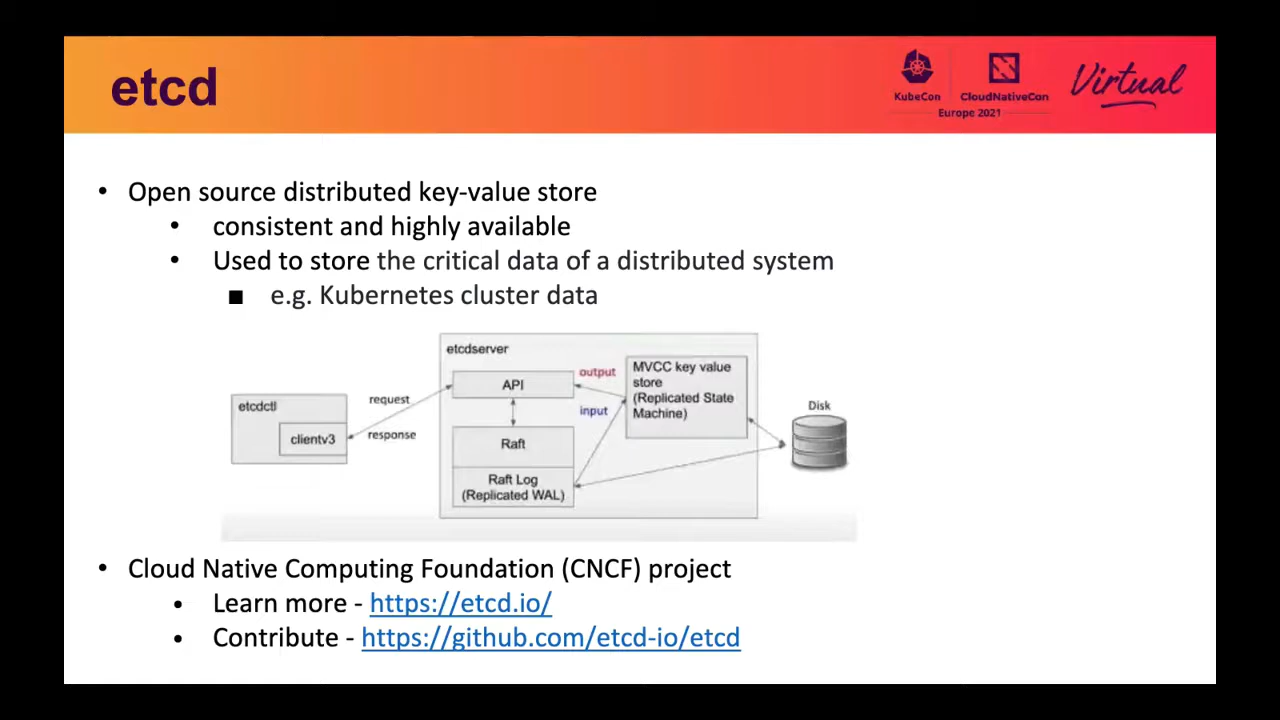 etcd
KubeCon
CloudNativeCon
Europe 2021
Virtual
• Open source distributed key-value store
• consistent and highly available
• Used to store the critical data of a distributed system
■ e.g. Kubernetes cluster data
etcdserver
API
output
input
MVCC key value
store
(Replicated State
Machine)
etcdctl
clientv3
request
response
Raft
Raft Log
(Replicated WAL)
Disk
• Cloud Native Computing Foundation (CNCF) project
• Learn more - https://etcd.io/
• Contribute - https://github.com/etcd-io/etcd